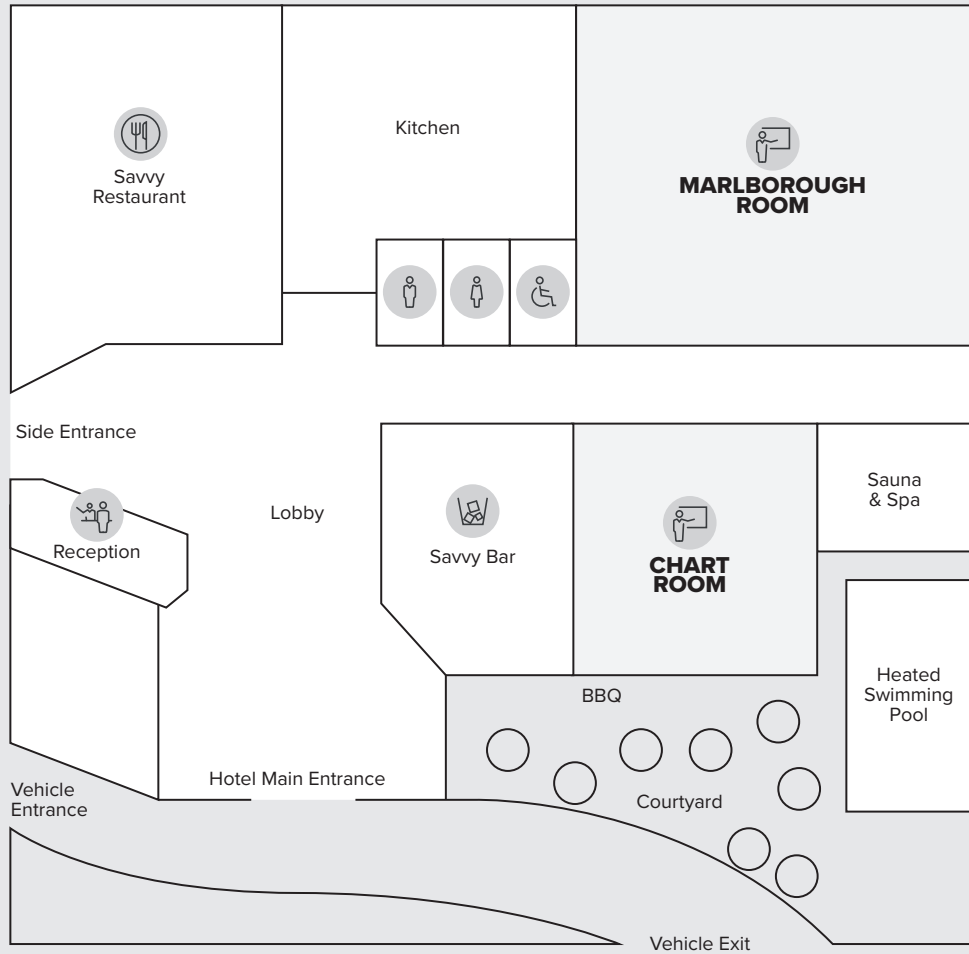 Kitchen
Savvy
Restaurant
MARLBOROUGH
ROOM
Side Entrance
Reception
Lobby
Savvy Bar
CHART
ROOM
Sauna
& Spa
BBQ
Heated
Swimming
Pool
Hotel Main Entrance
Vehicle
Entrance
Courtyard
Vehicle Exit